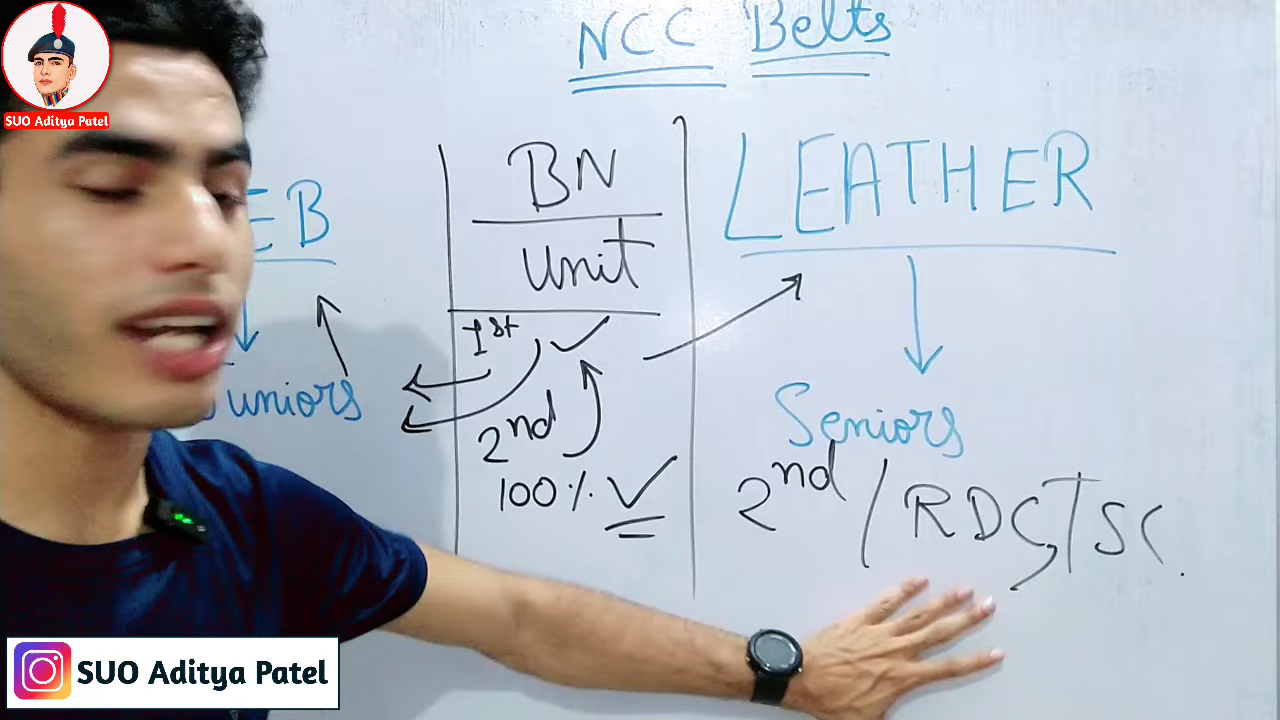 SUO Aditya Patel
NCC Belts
EB
BN
Unit
LEATHER
1st
2nd
100%
Juniors
Seniors
2nd / RDC, TSC.
SUO Aditya Patel